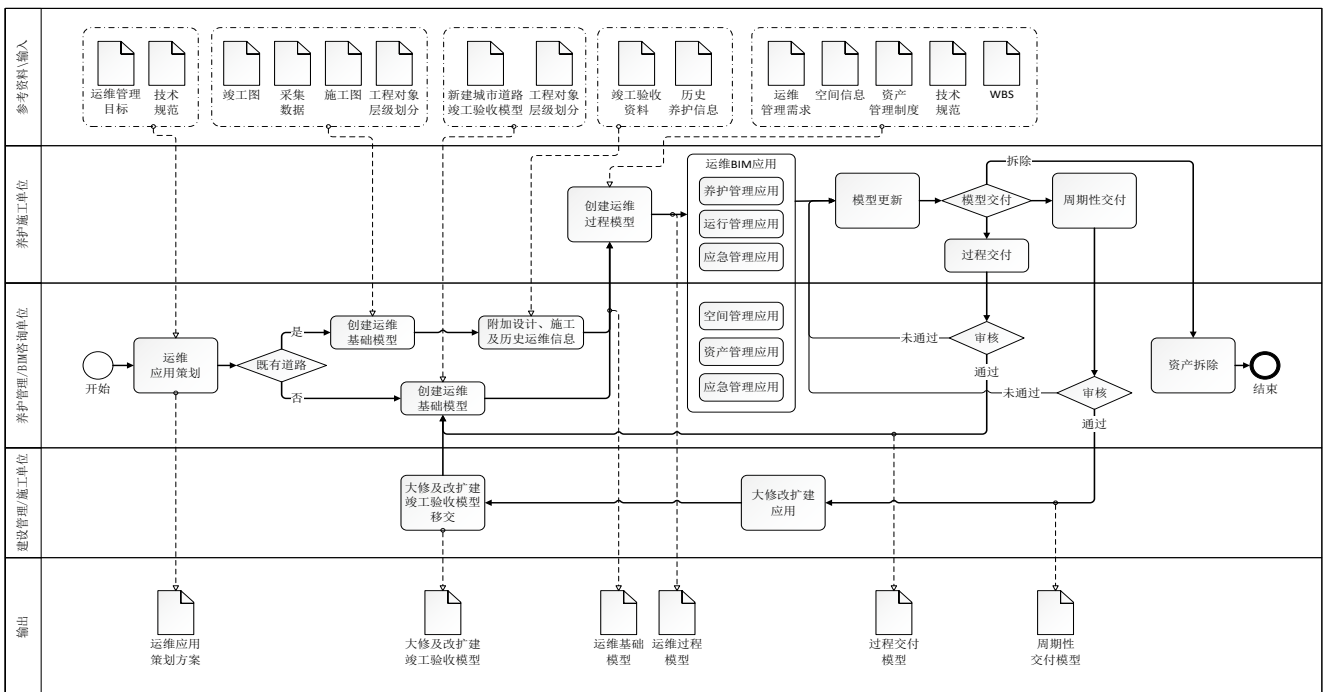 参考资料\输入
运维管理
目标
技术
规范
竣工图
采集
数据
施工图
工程对象
层级划分
新建城市道路
竣工验收模型
工程对象
层级划分
竣工验收
资料
历史
养护信息
运维
管理需求
空间信息
资产
管理制度
技术
规范
WBS
养护施工单位
创建运维
过程模型
运维BIM应用
养护管理应用
运行管理应用
应急管理应用
模型更新
模型交付
拆除
周期性交付
过程交付
养护管理/BIM咨询单位
开始
运维
应用策划
既有道路
是
否
创建运维
基础模型
附加设计、施工
及历史运维信息
创建运维
基础模型
空间管理应用
资产管理应用
应急管理应用
未通过
审核
通过
未通过
审核
通过
资产拆除
结束
建设管理/施工单位
大修及改扩建
竣工验收模型
移交
大修改扩建
应用
输出
运维应用
策划方案
大修及改扩建
竣工验收模型
运维基础
模型
运维过程
模型
过程交付
模型
周期性
交付模型